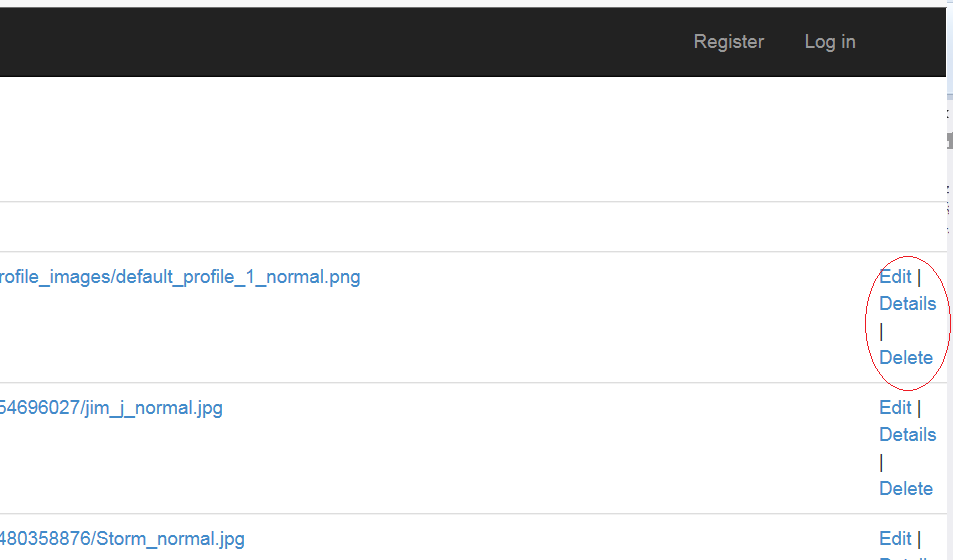 Register Log in
rofile_images/default_profile_1_normal.png Edit |
Details
|
Delete
54696027/jim_j_normal.jpg Edit |
Details
|
Delete
480358876/Storm_normal.jpg Edit |